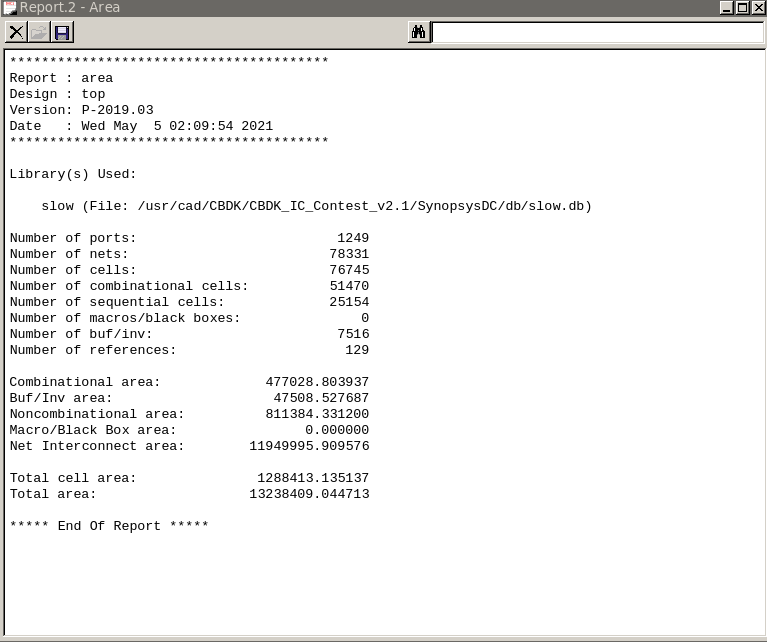 Report.2 - Area
****************************************
Report : area
Design : top
Version: P-2019.03
Date   : Wed May  5 02:09:54 2021
****************************************
Library(s) Used:
slow (File: /usr/cad/CBDK/CBDK_IC_Contest_v2.1/SynopsysDC/db/slow.db)
Number of ports:                         1249
Number of nets:                         78331
Number of cells:                        76745
Number of combinational cells:          51470
Number of sequential cells:             25154
Number of macros/black boxes:               0
Number of buf/inv:                       7516
Number of references:                     129
Combinational area:             477028.803937
Buf/Inv area:                    47508.527687
Noncombinational area:          811384.331200
Macro/Black Box area:                0.000000
Net Interconnect area:        11949995.909576
Total cell area:               1288413.135137
Total area:                   13238409.044713
***** End Of Report *****